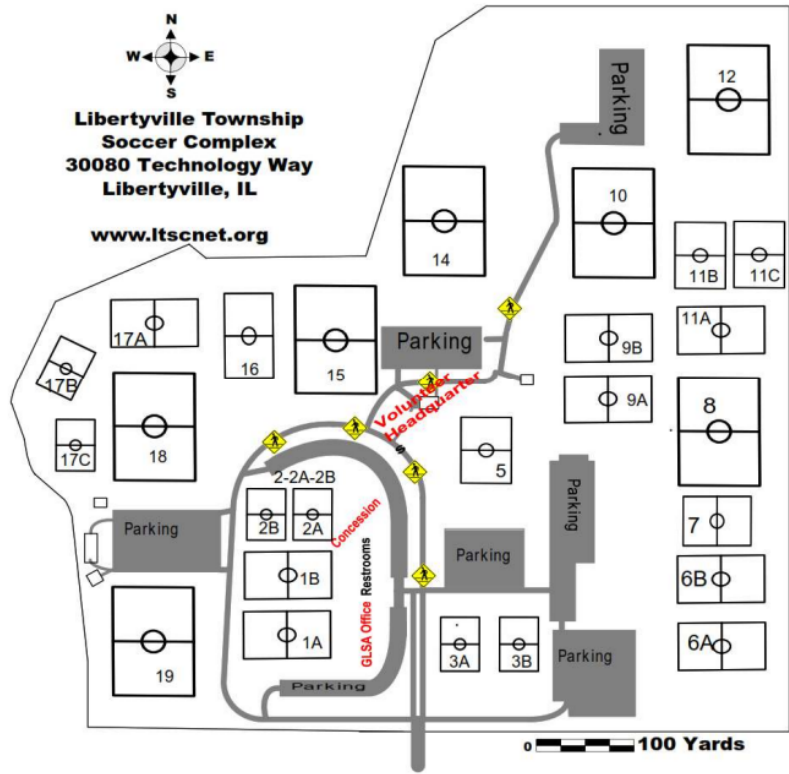 N
W E
S
Libertyville Township
Soccer Complex
30080 Technology Way
Libertyville, IL
www.ltscnet.org
Parking
12
10
14
11B
11C
11A
17A
16
15
Parking
9B
17B
9A
8
Volunteer
Headquarter
17C
18
5
2-2A-2B
2B
2A
Concession
Parking
7
Parking
Parking
1B
Restrooms
6B
GLSA Office
1A
3A
3B
6A
Parking
19
Parking
0 100 Yards